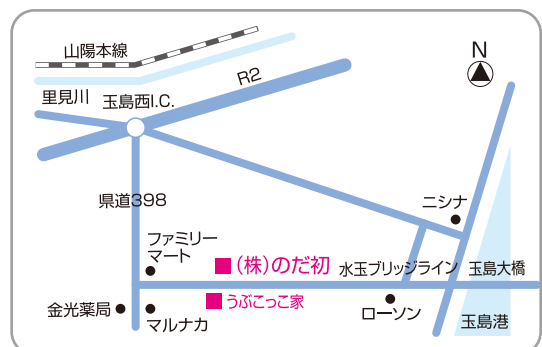 山陽本線
N
R2
里見川
玉島西I.C.
県道398
ニシナ
ファミリー
マート
(株)のだ初
水玉ブリッジライン
玉島大橋
うぶこっこ家
金光薬局
マルナカ
ローソン
玉島港